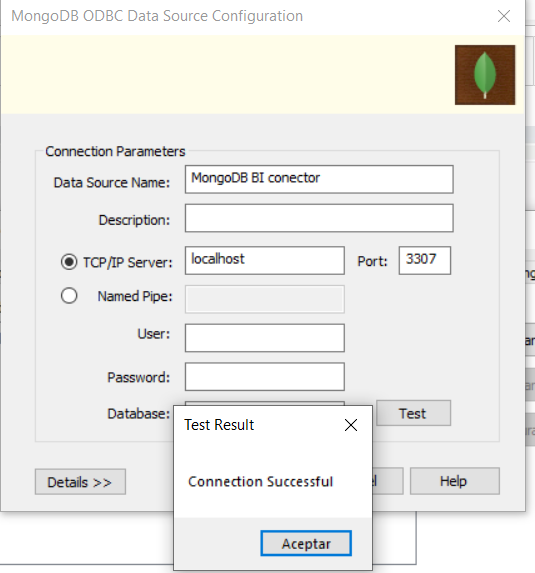 MongoDB ODBC Data Source Configuration
Connection Parameters
Data Source Name: MongoDB BI conector
Description:
TCP/IP Server: localhost Port: 3307
Named Pipe:
User:
Password:
Database: Test
Test Result
Connection Successful
Details >> Help
Aceptar